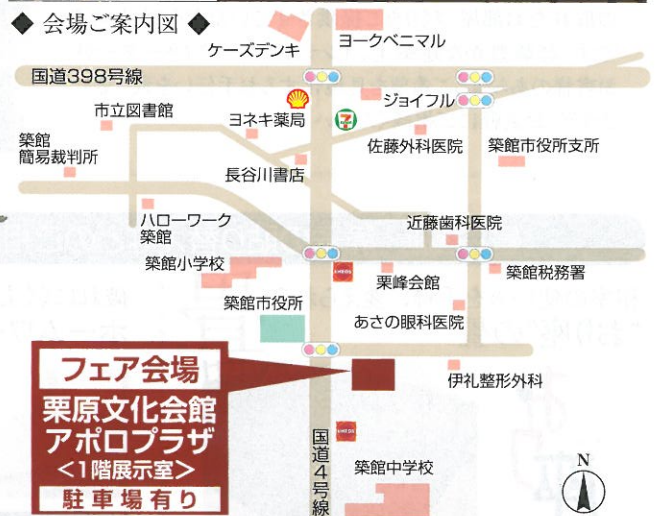 ◆ 会場ご案内図 ◆
ケーズデンキ
ヨークベニマル
国道398号線
市立図書館
ヨネキ薬局
7
ジョイフル
築館
簡易裁判所
長谷川書店
佐藤外科医院
築館市役所支所
ハローワーク
築館
近藤歯科医院
築館小学校
ENEOS
栗峰会館
築館税務署
築館市役所
あさの眼科医院
フェア会場
栗原文化会館
アポロプラザ
<1階展示室>
駐車場有り
伊礼整形外科
ENEOS
国道4号線
築館中学校
N